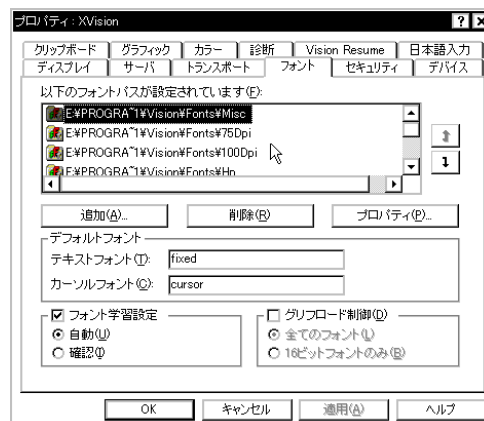 プロパティ : XVision
クリップボード グラフィック カラー 診断 Vision Resume 日本語入力
ディスプレイ サーバ トランスポート フォント セキュリティ デバイス
以下のフォントパスが設定されています(F):
E:¥PROGRA~1¥Vision¥Fonts¥Misc
E:¥PROGRA~1¥Vision¥Fonts¥75Dpi
E:¥PROGRA~1¥Vision¥Fonts¥100Dpi
E:¥PROGRA~1¥Vision¥Fonts¥Hp
追加(A)... 削除(R) プロパティ(P)...
デフォルトフォント
テキストフォント(T): fixed
カーソルフォント(C): cursor
フォント学習設定 グリフロード制御(D)
自動(U) 全てのフォント(L)
確認(I) 16ビットフォントのみ(B)
OK キャンセル 適用(A) ヘルプ